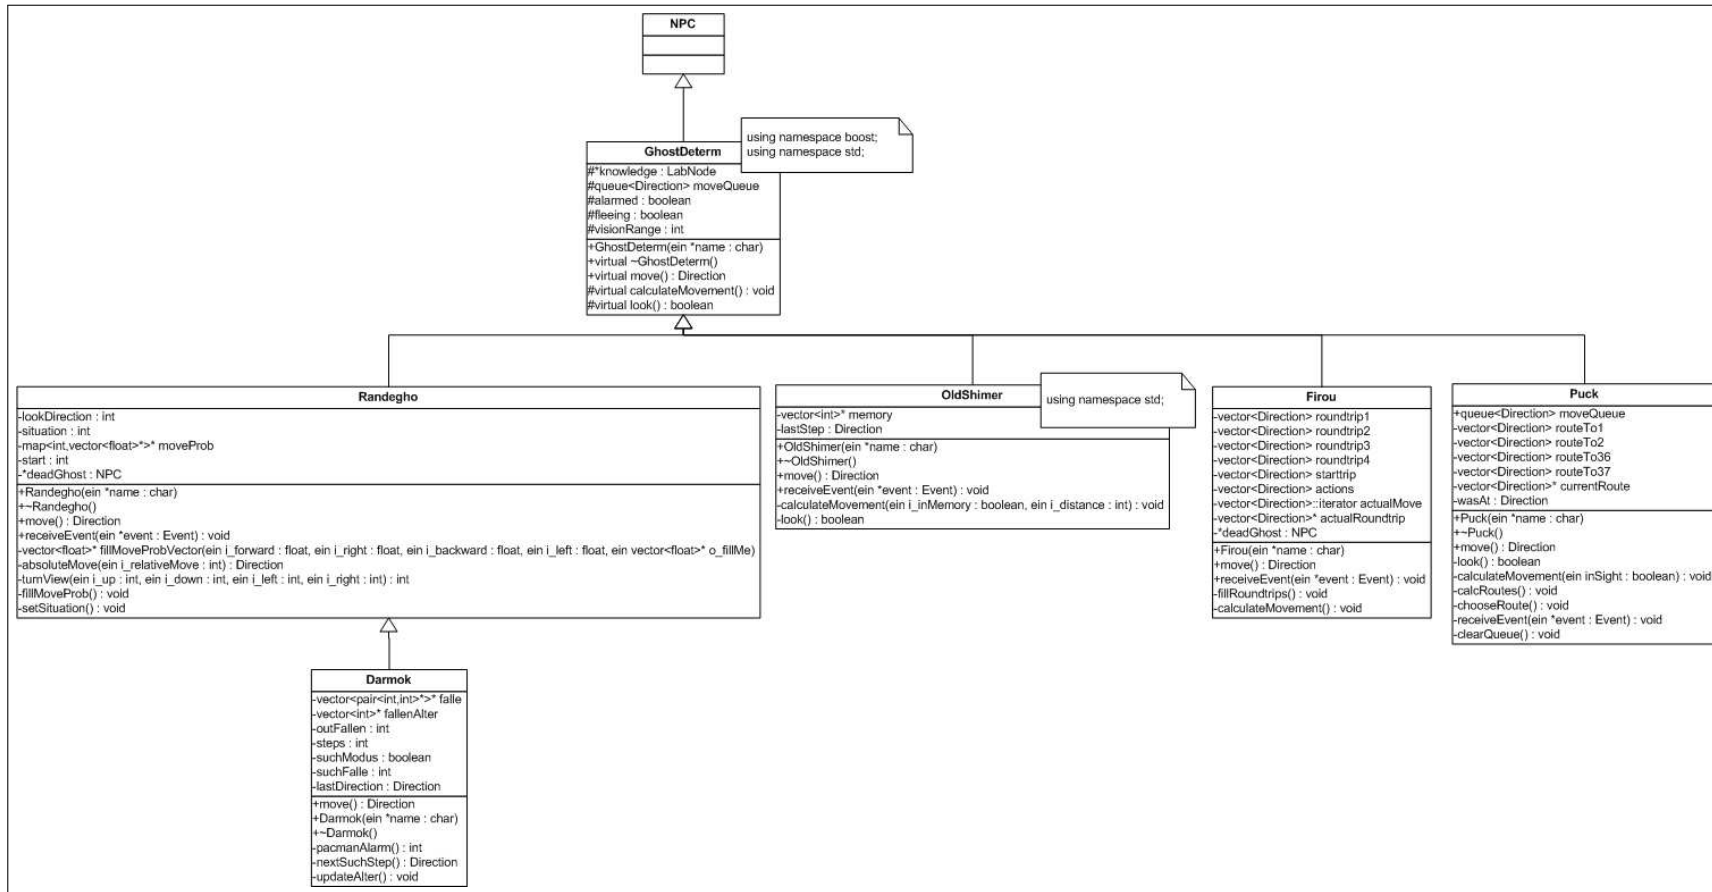 NPC
using namespace boost;
using namespace std;
GhostDeterm
#*knowledge : LabNode
#queue<Direction> moveQueue
#alarmed : boolean
#fleeing : boolean
#visionRange : int
+GhostDeterm(ein *name : char)
+virtual ~GhostDeterm()
+virtual move() : Direction
#virtual calculateMovement() : void
#virtual look() : boolean
Randegho
-lookDirection : int
-situation : int
-map<int,vector<float>*>* moveProb
-start : int
-*deadGhost : NPC
+Randegho(ein *name : char)
+~Randegho()
+move() : Direction
+receiveEvent(ein *event : Event) : void
-vector<float>* fillMoveProbVector(ein i_forward : float, ein i_right : float, ein i_backward : float, ein i_left : float, ein vector<float>* o_fillMe)
-absoluteMove(ein i_relativeMove : int) : Direction
-turnView(ein i_up : int, ein i_down : int, ein i_left : int, ein i_right : int) : int
-fillMoveProb() : void
-setSituation() : void
OldShimer
using namespace std;
-vector<int>* memory
-lastStep : Direction
+OldShimer(ein *name : char)
+~OldShimer()
+move() : Direction
+receiveEvent(ein *event : Event) : void
-calculateMovement(ein i_inMemory : boolean, ein i_distance : int) : void
-look() : boolean
Firou
-vector<Direction> roundtrip1
-vector<Direction> roundtrip2
-vector<Direction> roundtrip3
-vector<Direction> roundtrip4
-vector<Direction> starttrip
-vector<Direction> actions
-vector<Direction>::iterator actualMove
-vector<Direction>* actualRoundtrip
-*deadGhost : NPC
+Firou(ein *name : char)
+move() : Direction
+receiveEvent(ein *event : Event) : void
-fillRoundtrips() : void
-calculateMovement() : void
Puck
+queue<Direction> moveQueue
-vector<Direction> routeTo1
-vector<Direction> routeTo2
-vector<Direction> routeTo36
-vector<Direction> routeTo37
-vector<Direction>* currentRoute
-wasAt : Direction
+Puck(ein *name : char)
+~Puck()
+move() : Direction
-look() : boolean
-calculateMovement(ein inSight : boolean) : void
-calcRoutes() : void
-chooseRoute() : void
-receiveEvent(ein *event : Event) : void
-clearQueue() : void
Darmok
-vector<pair<int,int>*>* falle
-vector<int>* fallenAlter
-outFallen : int
-steps : int
-suchModus : boolean
-suchFalle : int
-lastDirection : Direction
+move() : Direction
+Darmok(ein *name : char)
+~Darmok()
-pacmanAlarm() : int
-nextSuchStep() : Direction
-updateAlter() : void